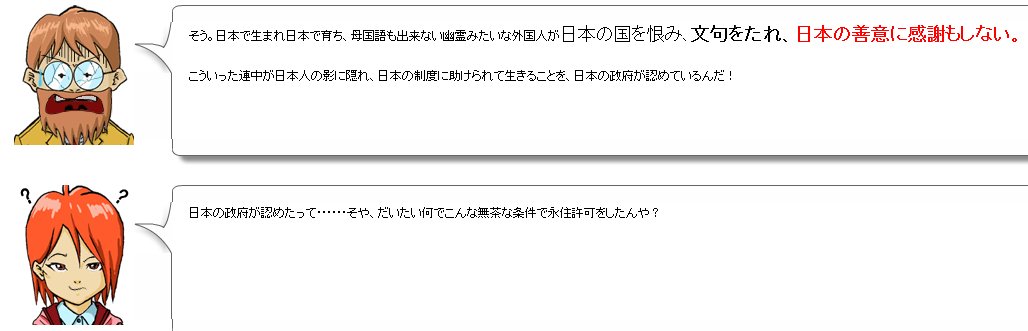 そう。日本で生まれ日本で育ち、母国語も出来ない幽霊みたいな外国人が日本の国を恨み、文句をたれ、日本の善意に感謝もしない。
こういった連中が日本人の影に隠れ、日本の制度に助けられて生きることを、日本の政府が認めているんだ！
? ?
日本の政府が認めたって……そや、だいたい何でこんな無茶な条件で永住許可をしたんや？